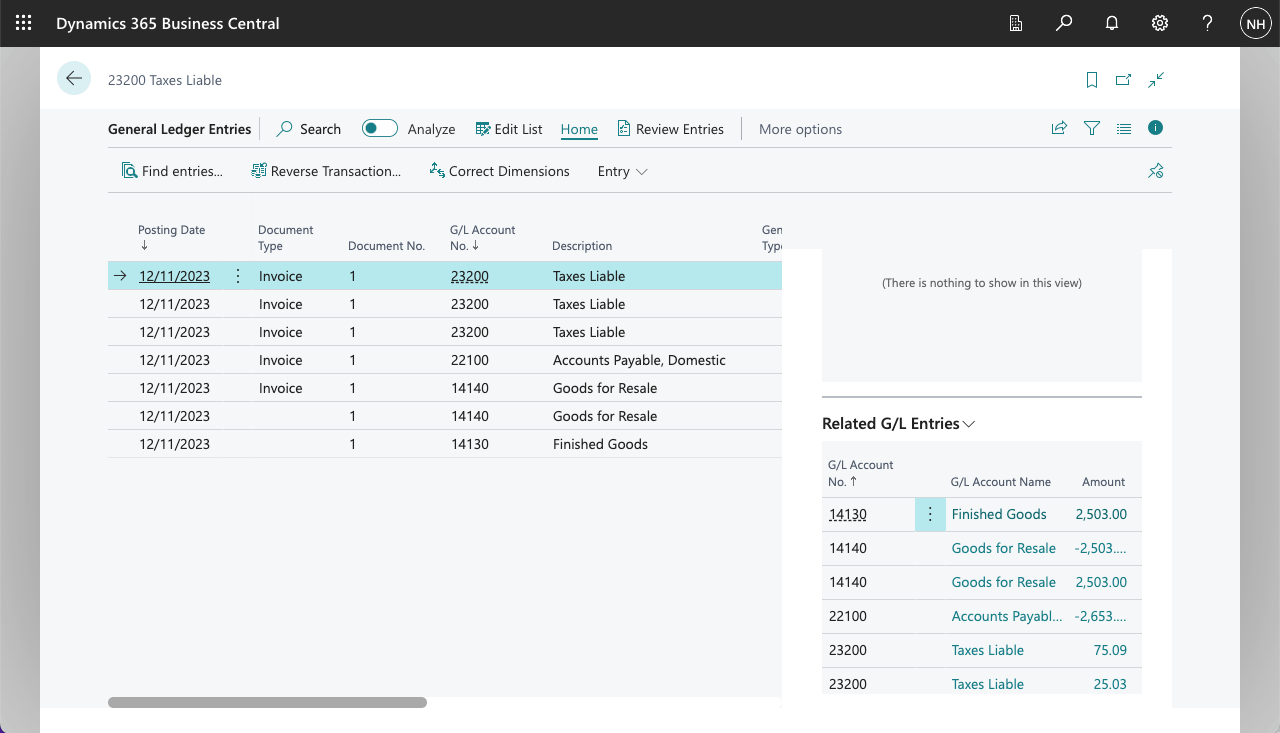 Dynamics 365 Business Central
NH
23200 Taxes Liable
General Ledger Entries Search Analyze Edit List Home Review Entries More options
Find entries... Reverse Transaction... Correct Dimensions Entry
Posting Date ↓ Document Type Document No. G/L Account No. ↓ Description Gen Type
12/11/2023 Invoice 1 23200 Taxes Liable
12/11/2023 Invoice 1 23200 Taxes Liable
12/11/2023 Invoice 1 23200 Taxes Liable
12/11/2023 Invoice 1 22100 Accounts Payable, Domestic
12/11/2023 Invoice 1 14140 Goods for Resale
12/11/2023 1 14140 Goods for Resale
12/11/2023 1 14130 Finished Goods
(There is nothing to show in this view)
Related G/L Entries
G/L Account No. ↑ G/L Account Name Amount
14130 Finished Goods 2,503.00
14140 Goods for Resale -2,503....
14140 Goods for Resale 2,503.00
22100 Accounts Payabl... -2,653....
23200 Taxes Liable 75.09
23200 Taxes Liable 25.03